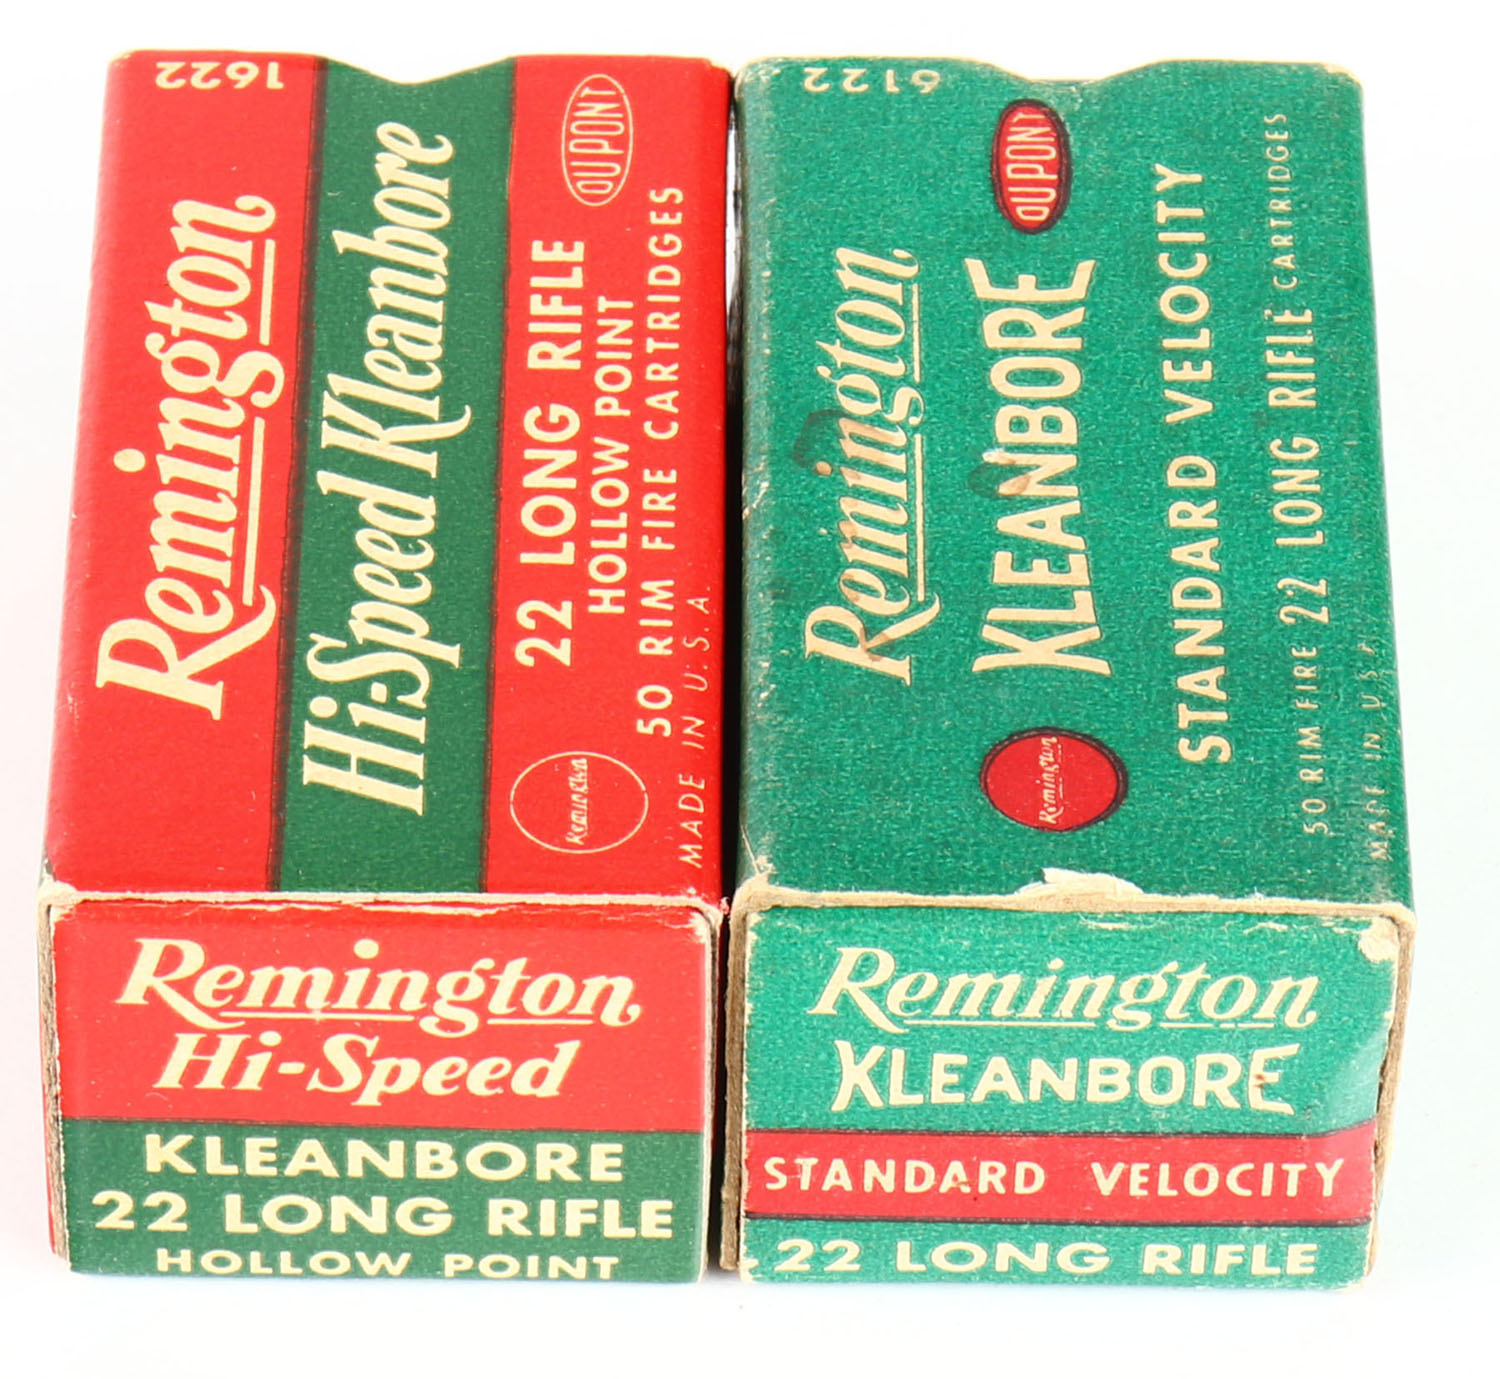 1622
Remington
Hi-Speed Kleanbore
DUPONT
22 LONG RIFLE
HOLLOW POINT
50 RIM FIRE CARTRIDGES
Remington
MADE IN U.S.A.
Remington
Hi-Speed
KLEANBORE
22 LONG RIFLE
HOLLOW POINT
6122
Remington
DUPONT
KLEANBORE
Remington
STANDARD VELOCITY
50 RIM FIRE 22 LONG RIFLE CARTRIDGES
MADE IN U.S.A.
Remington
KLEANBORE
STANDARD VELOCITY
22 LONG RIFLE